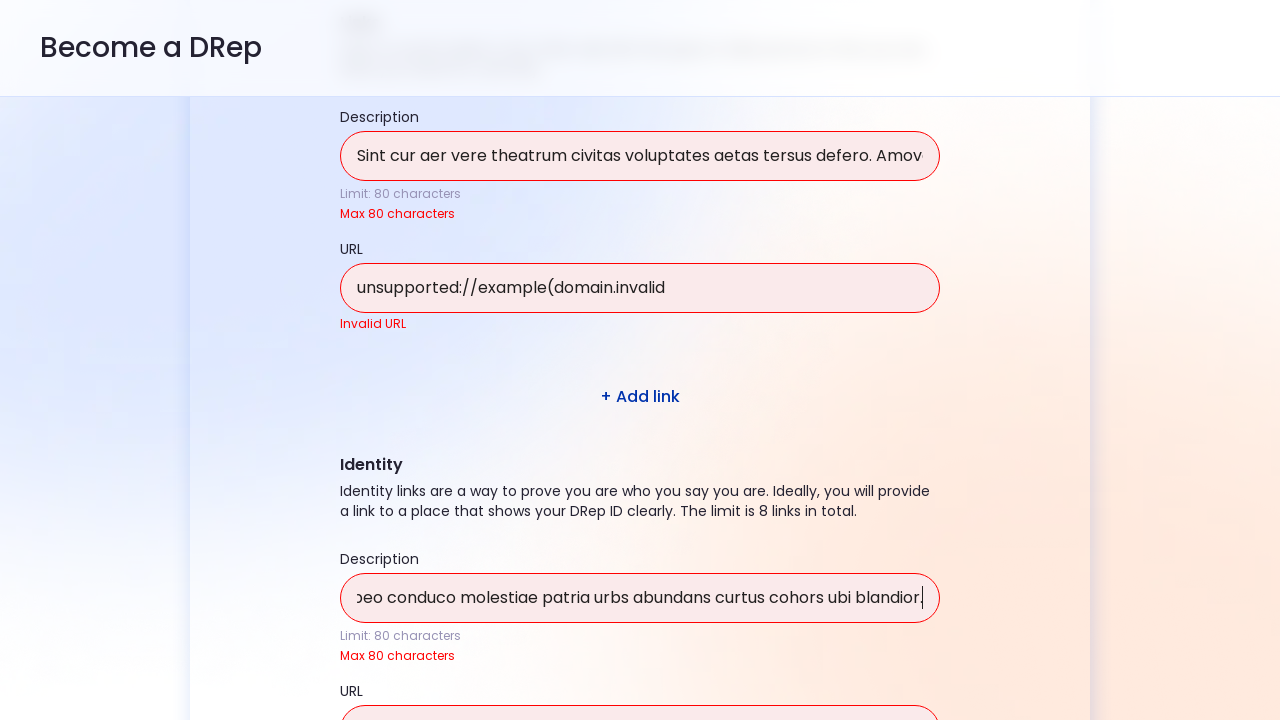 Become a DRep
Description
Sint cur aer vere theatrum civitas voluptates aetas tersus defero. Amov
Limit: 80 characters
Max 80 characters
URL
unsupported://example(domain.invalid
Invalid URL
+ Add link
Identity
Identity links are a way to prove you are who you say you are. Ideally, you will provide
a link to a place that shows your DRep ID clearly. The limit is 8 links in total.
Description
conduco molestiae patria urbs abundans curtus cohors ubi blandior.
Limit: 80 characters
Max 80 characters
URL